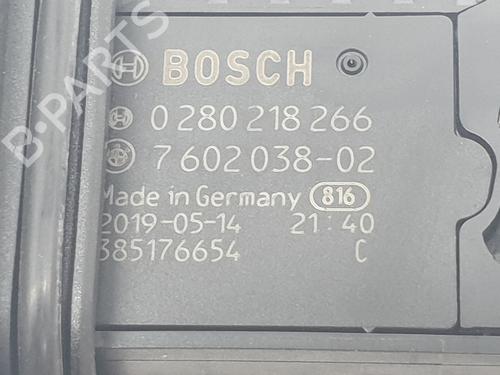 BOSCH
0 280 218 266
7 602 038-02
Made in Germany 816
2019-05-14 21:40
385176654 C
B-PARTS